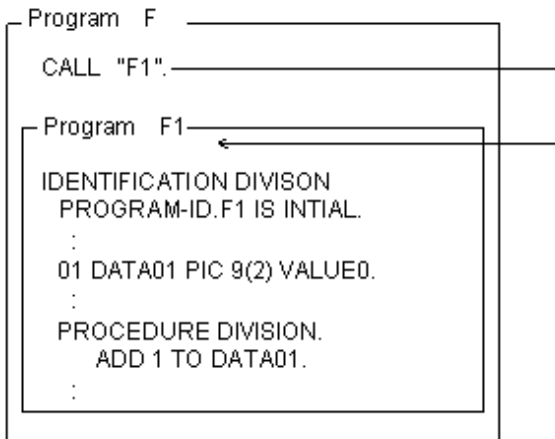 Program F
CALL "F1".
Program F1
IDENTIFICATION DIVISON
PROGRAM-ID.F1 IS INTIAL.
:
01 DATA01 PIC 9(2) VALUE0.
:
PROCEDURE DIVISION.
ADD 1 TO DATA01.
: